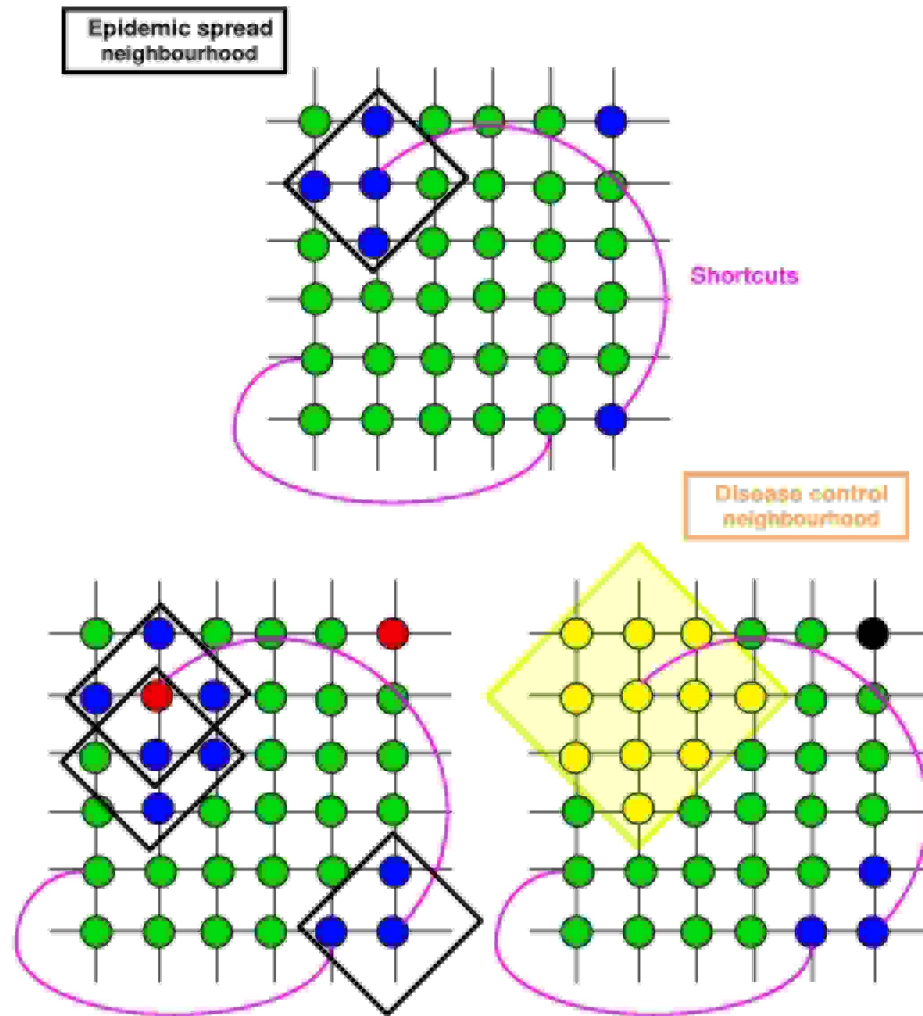 Epidemic spread
neighbourhood
Shortcuts
Disease control
neighbourhood